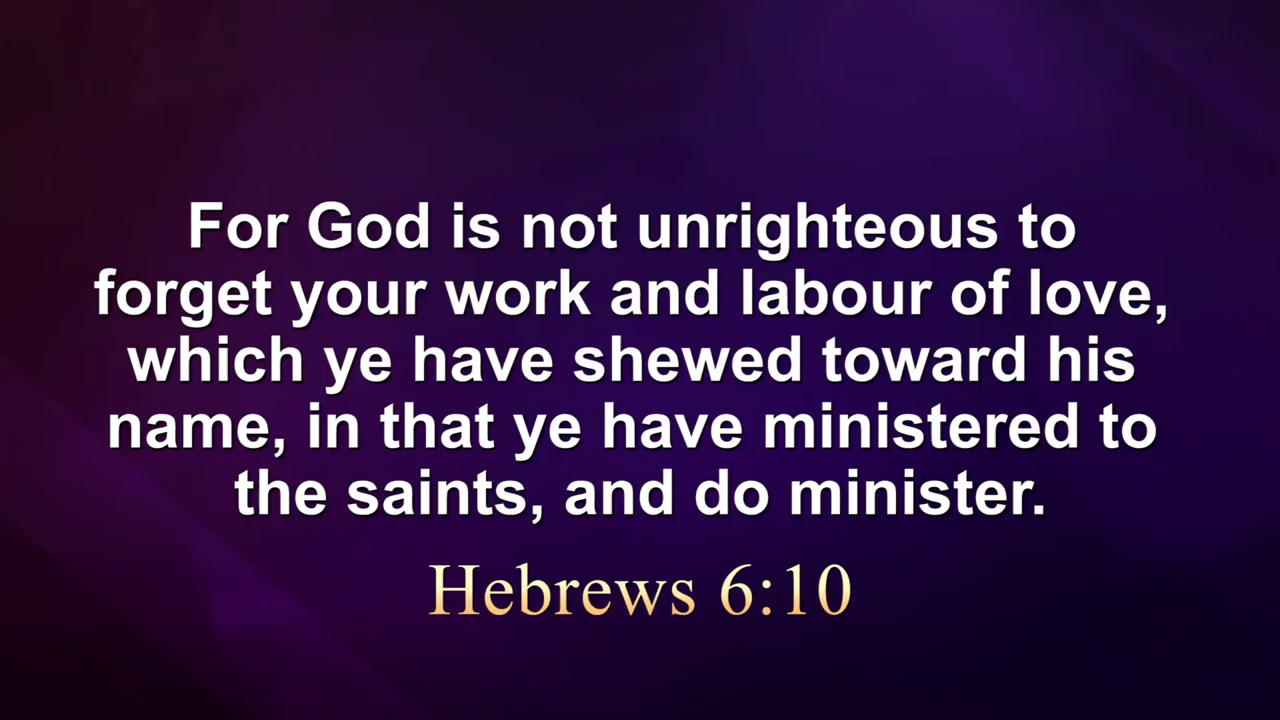 For God is not unrighteous to
forget your work and labour of love,
which ye have shewed toward his
name, in that ye have ministered to
the saints, and do minister.
Hebrews 6:10